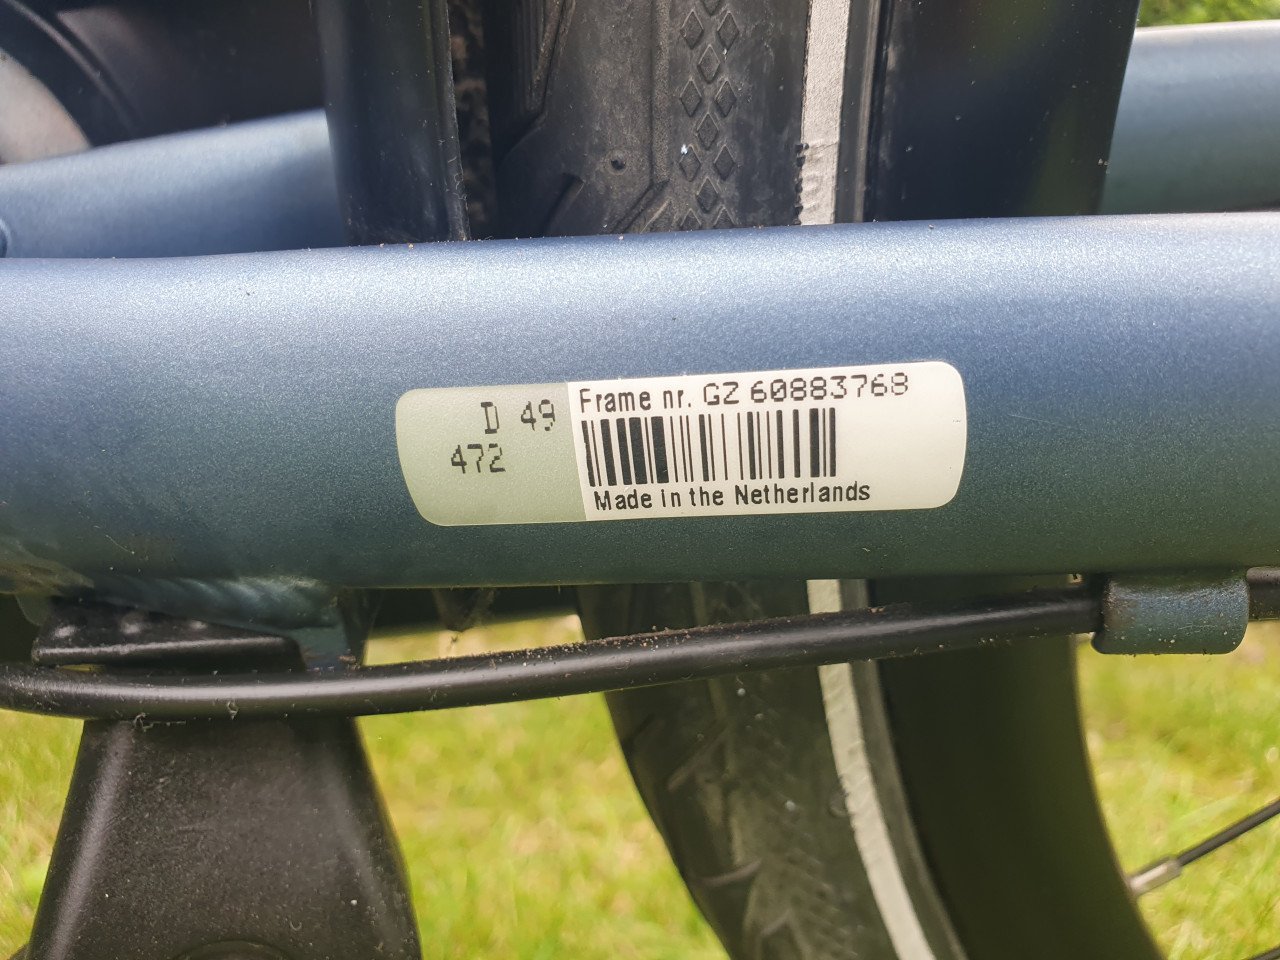 D 49
472
Frame nr. GZ 60883768
Made in the Netherlands